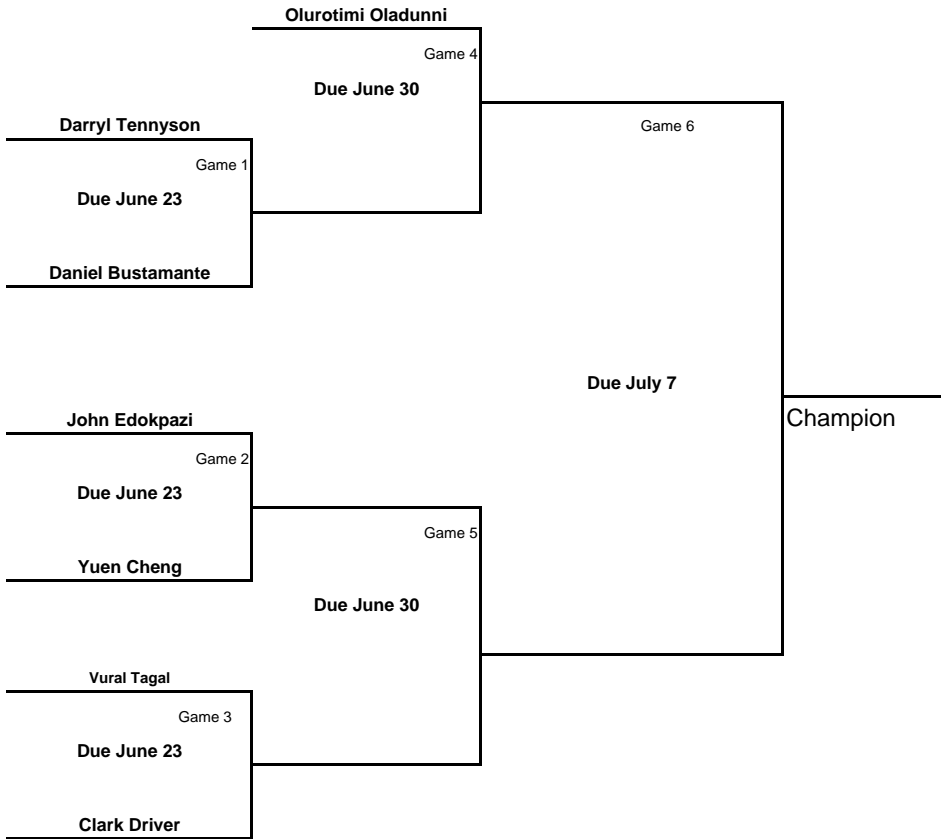 Olurotimi Oladunni
Game 4
Due June 30
Darryl Tennyson
Game 6
Game 1
Due June 23
Daniel Bustamante
Due July 7
John Edokpazi
Champion
Game 2
Due June 23
Game 5
Yuen Cheng
Due June 30
Vural Tagal
Game 3
Due June 23
Clark Driver